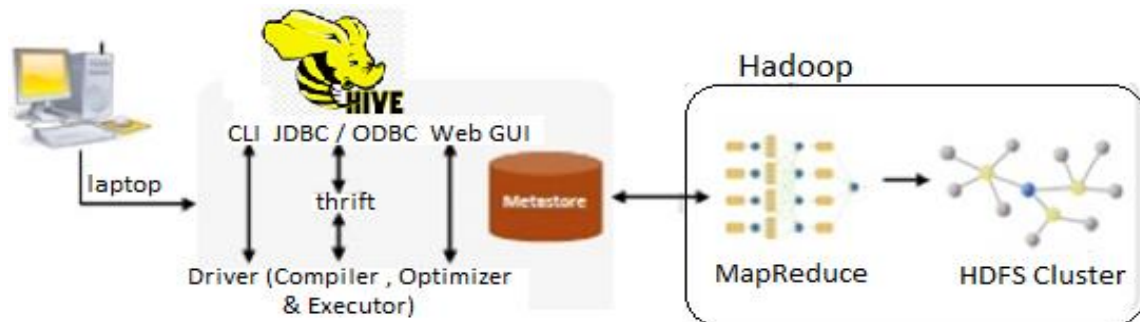 HIVE
Hadoop
CLI JDBC / ODBC Web GUI
laptop
thrift
Metastore
Driver (Compiler , Optimizer
& Executor)
MapReduce
HDFS Cluster